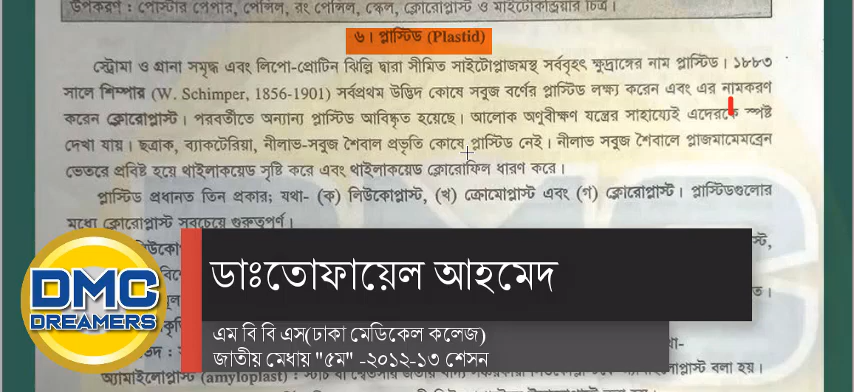 উপকরণ : পোস্টার পেপার, পেন্সিল, রং পেন্সিল, স্কেল, ক্লোরোপ্লাস্ট ও মাইটোকন্ড্রিয়ার চিত্র।
৬। প্লাস্টিড (Plastid)
স্ট্রোমা ও গ্রানা সমৃদ্ধ এবং লিপো-প্রোটিন ঝিল্লি দ্বারা সীমিত সাইটোপ্লাজমস্থ সর্ববৃহৎ ক্ষুদ্রাঙ্গের নাম প্লাস্টিড। ১৮৮৩
সালে শিম্পার (W. Schimper, 1856-1901) সর্বপ্রথম উদ্ভিদ কোষে সবুজ বর্ণের প্লাস্টিড লক্ষ্য করেন এবং এর নামকরণ
করেন ক্লোরোপ্লাস্ট। পরবর্তীতে অন্যান্য প্লাস্টিড আবিষ্কৃত হয়েছে। আলোক অণুবীক্ষণ যন্ত্রের সাহায্যেই এদেরকে স্পষ্ট
দেখা যায়। ছত্রাক, ব্যাকটেরিয়া, নীলাভ-সবুজ শৈবাল প্রভৃতি কোষে প্লাস্টিড নেই। নীলাভ সবুজ শৈবালে প্লাজমামেমব্রেন
ভেতরে প্রবিষ্ট হয়ে থাইলাকয়েড সৃষ্টি করে এবং থাইলাকয়েড ক্লোরোফিল ধারণ করে।
প্লাস্টিড প্রধানত তিন প্রকার; যথা- (ক) লিউকোপ্লাস্ট, (খ) ক্রোমোপ্লাস্ট এবং (গ) ক্লোরোপ্লাস্ট। প্লাস্টিডগুলোর
মধ্যে ক্লোরোপ্লাস্ট সবচেয়ে গুরুত্বপূর্ণ।
DMC
DREAMERS
ডাঃতোফায়েল আহমেদ
এম বি বি এস(ঢাকা মেডিকেল কলেজ)
জাতীয় মেধায় "৫ম" -২০১২-১৩ শেসন
অ্যামাইলোপ্লাস্ট (amyloplast) : বলা হয়।